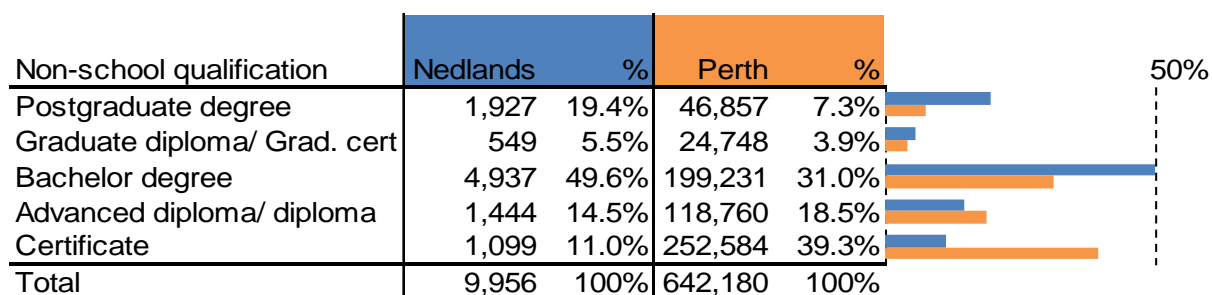 Non-school qualification Nedlands % Perth % 50%
Postgraduate degree 1,927 19.4% 46,857 7.3%
Graduate diploma/ Grad. cert 549 5.5% 24,748 3.9%
Bachelor degree 4,937 49.6% 199,231 31.0%
Advanced diploma/ diploma 1,444 14.5% 118,760 18.5%
Certificate 1,099 11.0% 252,584 39.3%
Total 9,956 100% 642,180 100%